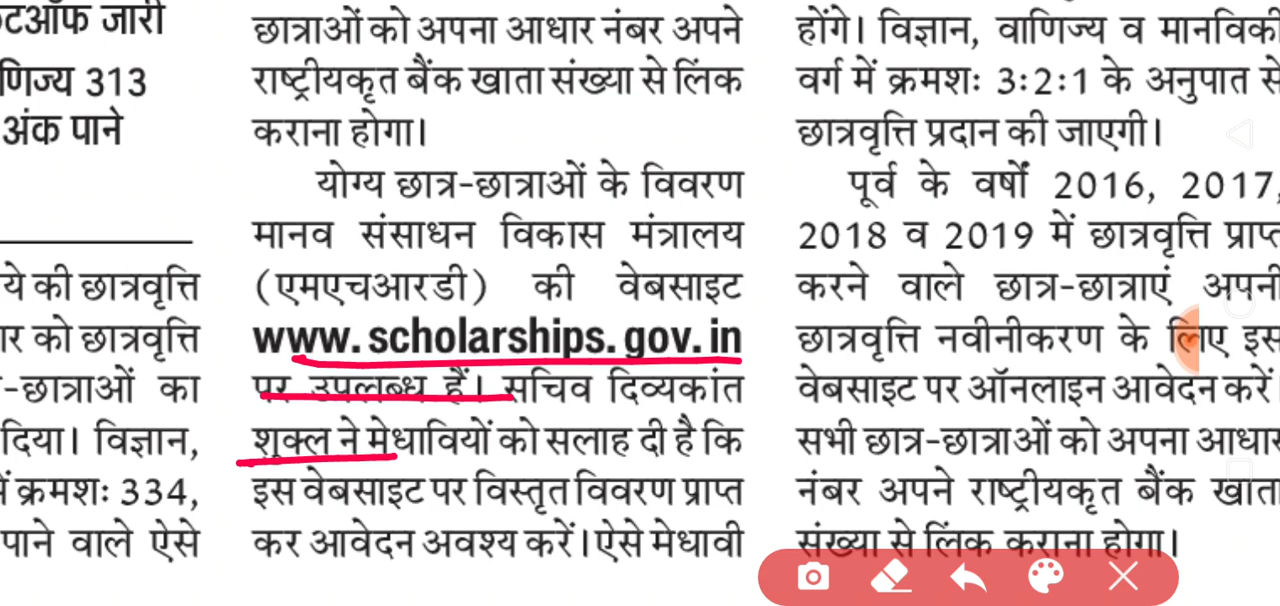 कटऑफ जारी
णिज्य 313
अंक पाने
ये की छात्रवृत्ति
ार को छात्रवृत्ति
-छात्राओं का
दिया। विज्ञान,
में क्रमशः 334,
पाने वाले ऐसे
छात्राओं को अपना आधार नंबर अपने
राष्ट्रीयकृत बैंक खाता संख्या से लिंक
कराना होगा।
योग्य छात्र-छात्राओं के विवरण
मानव संसाधन विकास मंत्रालय
(एमएचआरडी) की वेबसाइट
www.scholarships.gov.in
पर उपलब्ध हैं। सचिव दिव्यकांत
शुक्ल ने मेधावियों को सलाह दी है कि
इस वेबसाइट पर विस्तृत विवरण प्राप्त
कर आवेदन अवश्य करें। ऐसे मेधावी
होंगे। विज्ञान, वाणिज्य व मानविकी
वर्ग में क्रमशः 3:2:1 के अनुपात से
छात्रवृत्ति प्रदान की जाएगी।
पूर्व के वर्षों 2016, 2017,
2018 व 2019 में छात्रवृत्ति प्राप्त
करने वाले छात्र-छात्राएं अपनी
छात्रवृत्ति नवीनीकरण के लिए इस
वेबसाइट पर ऑनलाइन आवेदन करें।
सभी छात्र-छात्राओं को अपना आधार
नंबर अपने राष्ट्रीयकृत बैंक खाता
संख्या से लिंक कराना होगा।